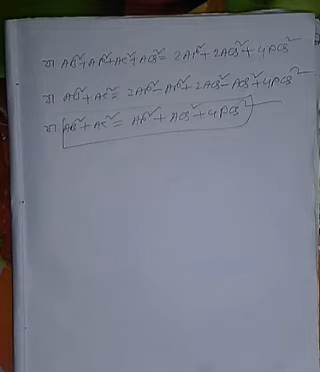 या AB²+AP²+AC²+AQ² = 2AP²+2AQ²+4PQ²
या AB²+AC² = 2AP²-AP²+2AQ²-AQ²+4PQ²
या AB²+AC² = AP²+AQ²+4PQ²